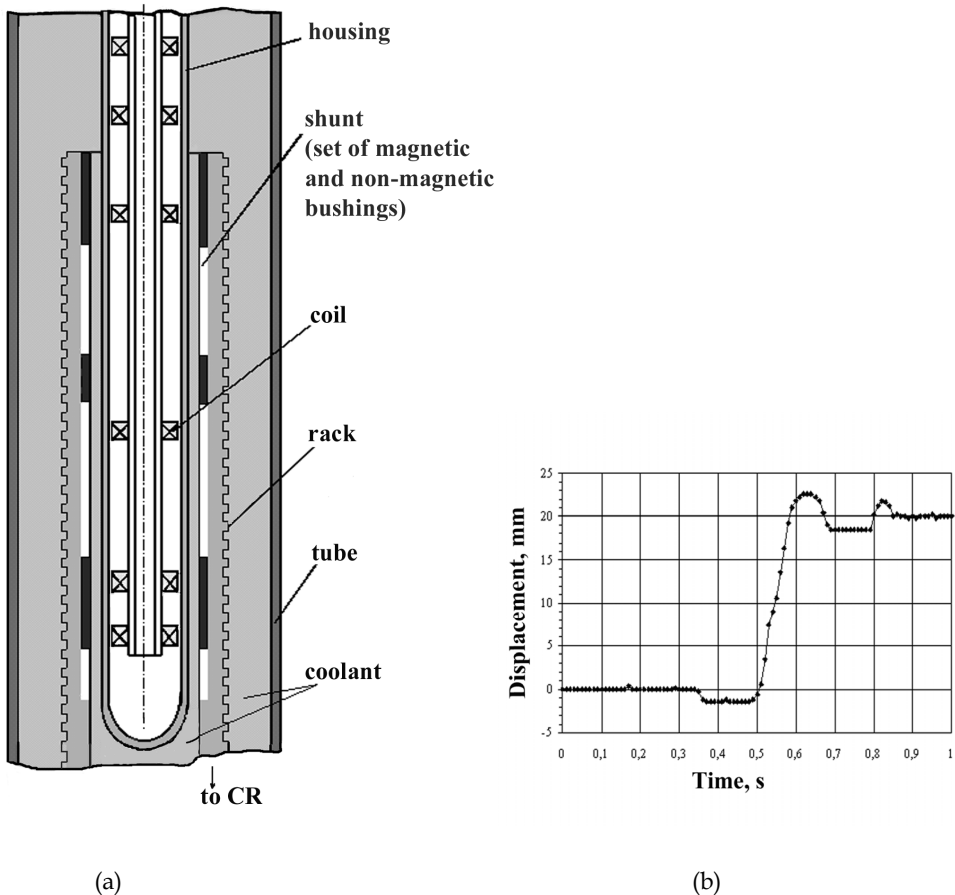 housing
shunt
(set of magnetic
and non-magnetic
bushings)
coil
rack
tube
coolant
to CR
(a)
Displacement, mm
25
20
15
10
5
0
-5
0 0,1 0,2 0,3 0,4 0,5 0,6 0,7 0,8 0,9 1
Time, s
(b)